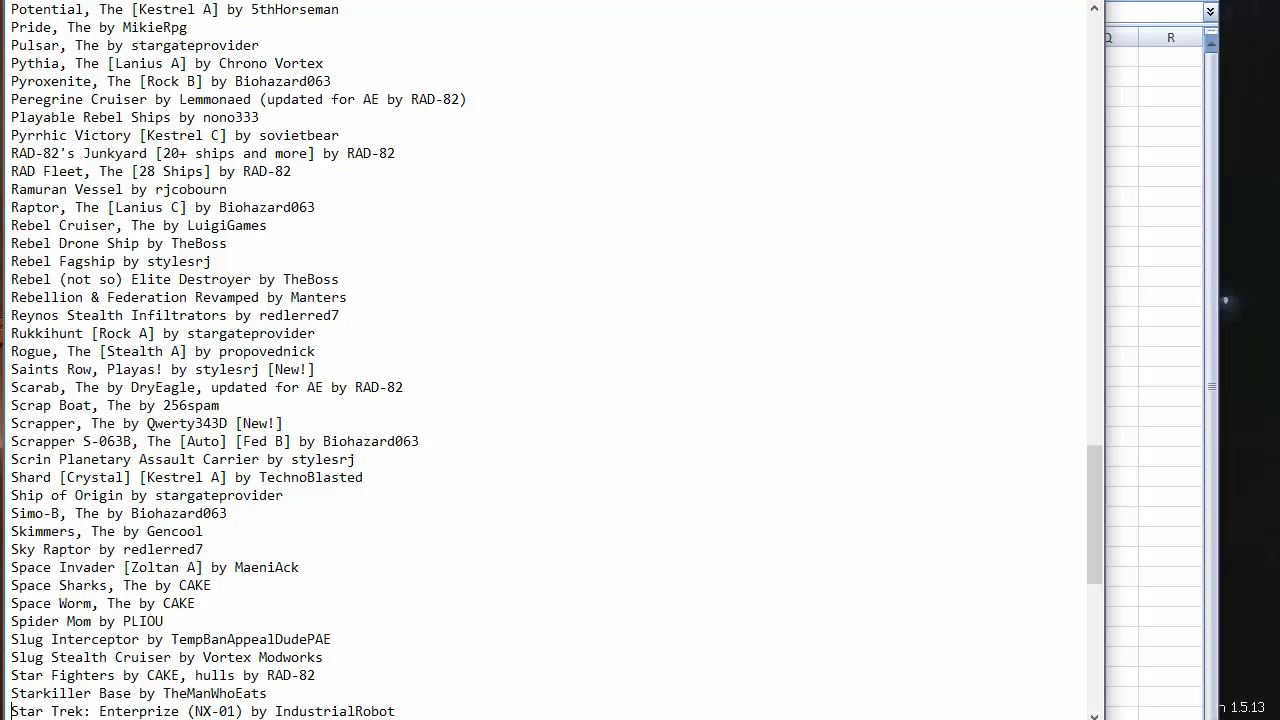 Potential, The [Kestrel A] by 5thHorseman
Pride, The by MikieRpg
Pulsar, The by stargateprovider
Pythia, The [Lanius A] by Chrono Vortex
Pyroxenite, The [Rock B] by Biohazard063
Peregrine Cruiser by Lemmonaed (updated for AE by RAD-82)
Playable Rebel Ships by nono333
Pyrrhic Victory [Kestrel C] by sovietbear
RAD-82's Junkyard [20+ ships and more] by RAD-82
RAD Fleet, The [28 Ships] by RAD-82
Ramuran Vessel by rjcobourn
Raptor, The [Lanius C] by Biohazard063
Rebel Cruiser, The by LuigiGames
Rebel Drone Ship by TheBoss
Rebel Fagship by stylesrj
Rebel (not so) Elite Destroyer by TheBoss
Rebellion & Federation Revamped by Manters
Reynos Stealth Infiltrators by redlerred7
Rukkihunt [Rock A] by stargateprovider
Rogue, The [Stealth A] by propovednick
Saints Row, Playas! by stylesrj [New!]
Scarab, The by DryEagle, updated for AE by RAD-82
Scrap Boat, The by 256spam
Scrapper, The by Qwerty343D [New!]
Scrapper S-063B, The [Auto] [Fed B] by Biohazard063
Scrin Planetary Assault Carrier by stylesrj
Shard [Crystal] [Kestrel A] by TechnoBlasted
Ship of Origin by stargateprovider
Simo-B, The by Biohazard063
Skimmers, The by Gencool
Sky Raptor by redlerred7
Space Invader [Zoltan A] by MaeniAck
Space Sharks, The by CAKE
Space Worm, The by CAKE
Spider Mom by PLIOU
Slug Interceptor by TempBanAppealDudePAE
Slug Stealth Cruiser by Vortex Modworks
Star Fighters by CAKE, hulls by RAD-82
Starkiller Base by TheManWhoEats
Star Trek: Enterprize (NX-01) by IndustrialRobot
Q R
n 1.5.13